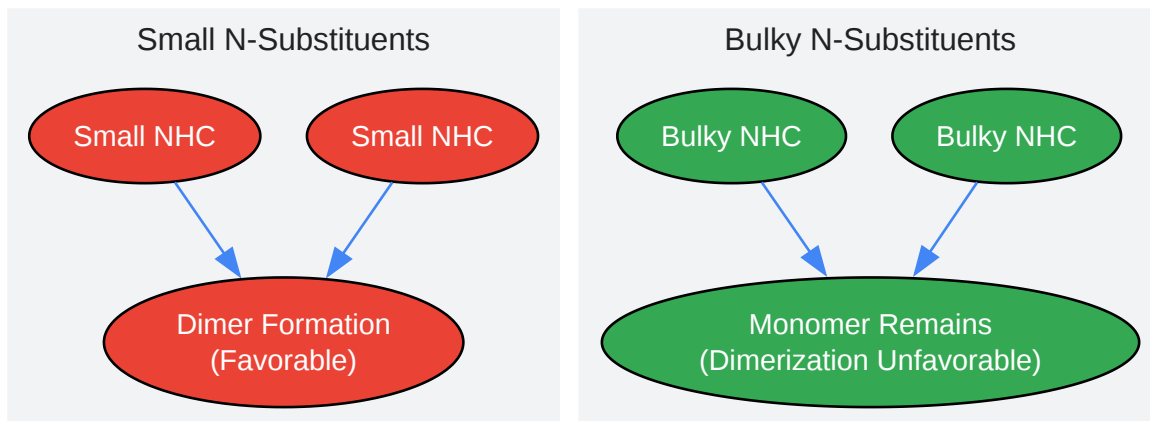 Small N-Substituents
Small NHC
Small NHC
Dimer Formation
(Favorable)
Bulky N-Substituents
Bulky NHC
Bulky NHC
Monomer Remains
(Dimerization Unfavorable)